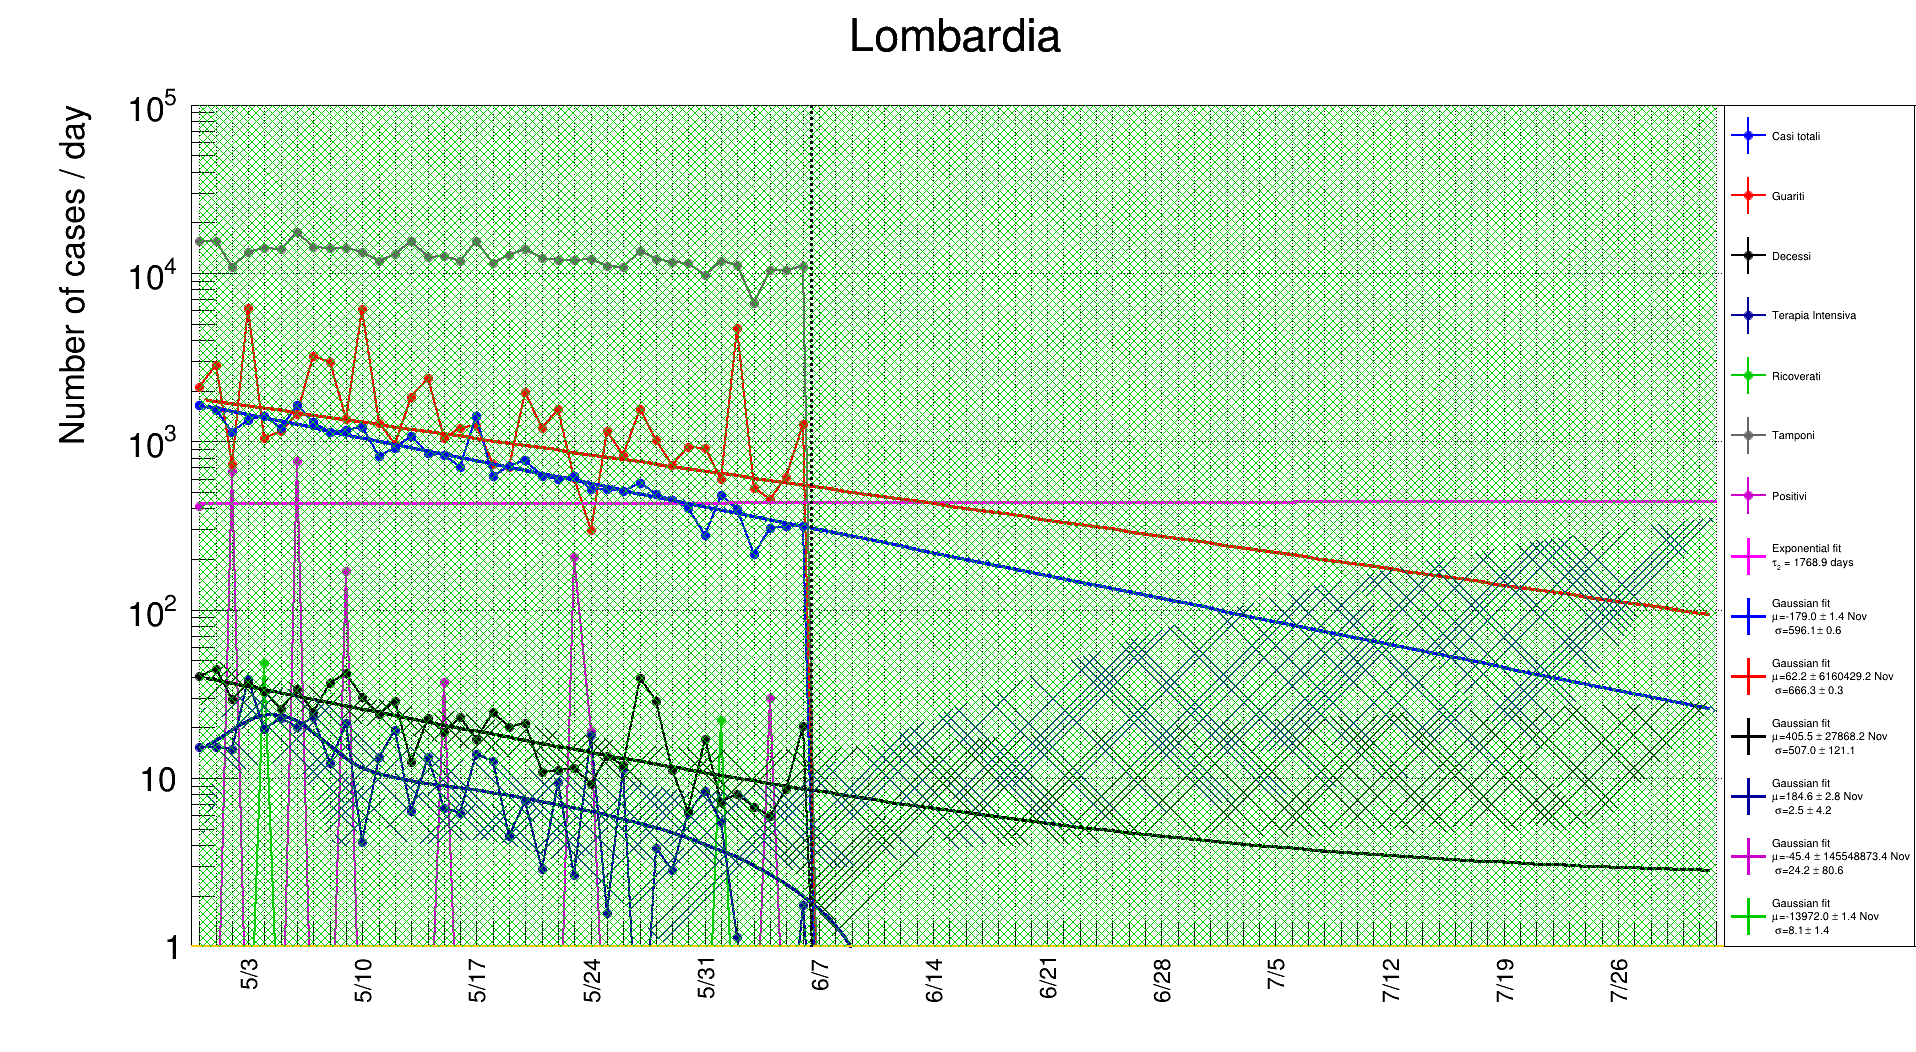 Lombardia
Number of cases / day
10^5
10^4
10^3
10^2
10
1
5/3
5/10
5/17
5/24
5/31
6/7
6/14
6/21
6/28
7/5
7/12
7/19
7/26
Casi totali
Guariti
Decessi
Terapia Intensiva
Ricoverati
Tamponi
Positivi
Exponential fit
τ₂ = 1768.9 days
Gaussian fit
μ=-179.0 ± 1.4 Nov
σ=596.1 ± 0.6
Gaussian fit
μ=62.2 ± 6160429.2 Nov
σ=666.3 ± 0.3
Gaussian fit
μ=405.5 ± 27868.2 Nov
σ=507.0 ± 121.1
Gaussian fit
μ=184.6 ± 2.8 Nov
σ=2.5 ± 4.2
Gaussian fit
μ=-45.4 ± 145548873.4 Nov
σ=24.2 ± 80.6
Gaussian fit
μ=-13972.0 ± 1.4 Nov
σ=8.1 ± 1.4